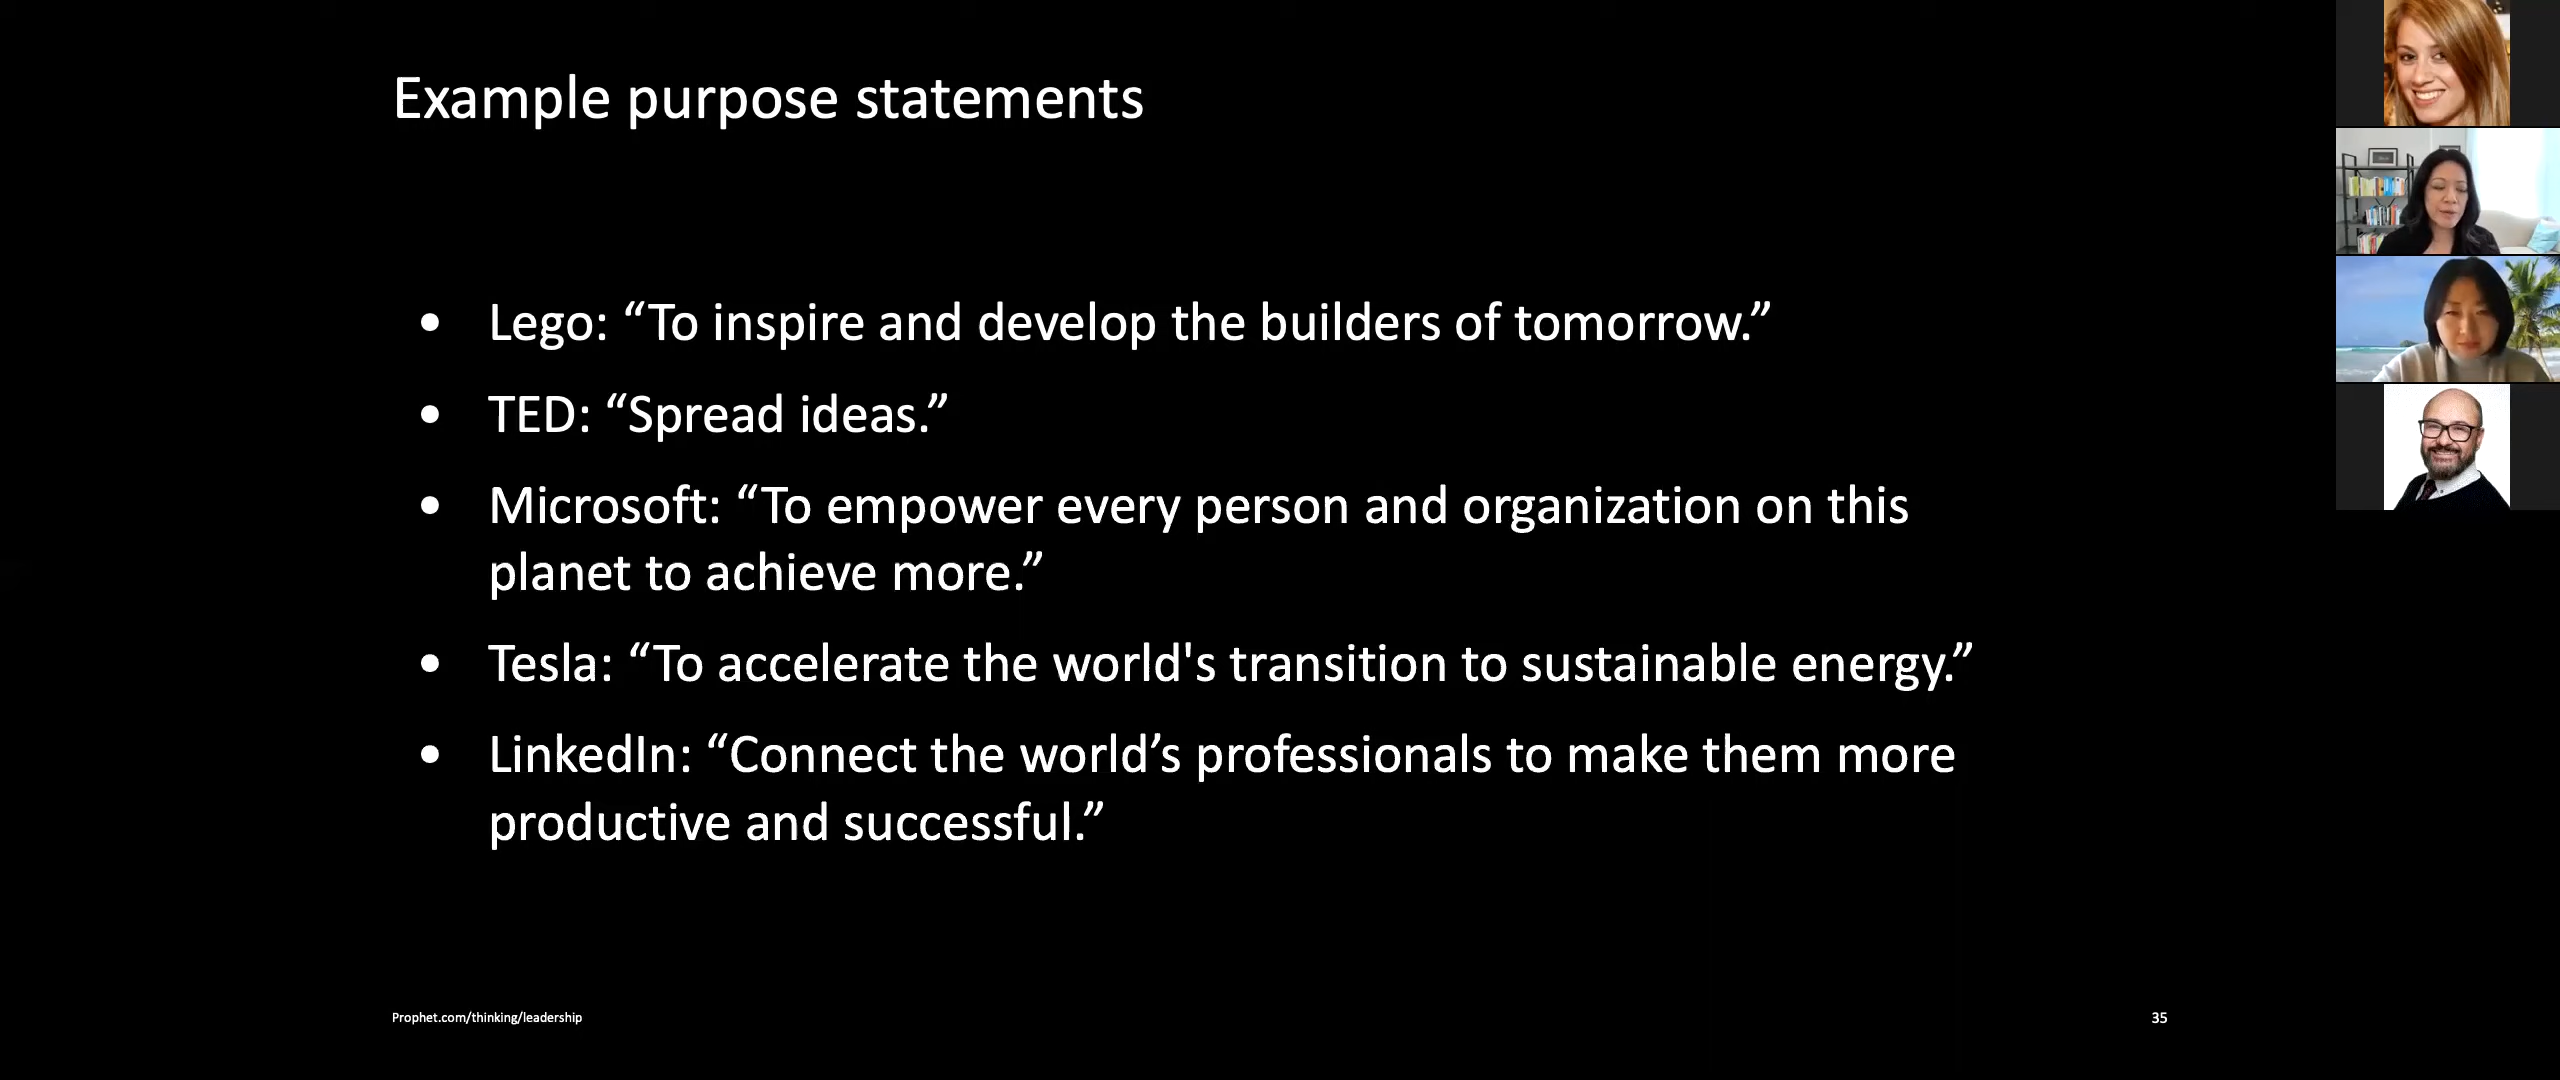 Example purpose statements
• Lego: “To inspire and develop the builders of tomorrow.”
• TED: “Spread ideas.”
• Microsoft: “To empower every person and organization on this
planet to achieve more.”
• Tesla: “To accelerate the world's transition to sustainable energy.”
• LinkedIn: “Connect the world’s professionals to make them more
productive and successful.”
Prophet.com/thinking/leadership
35